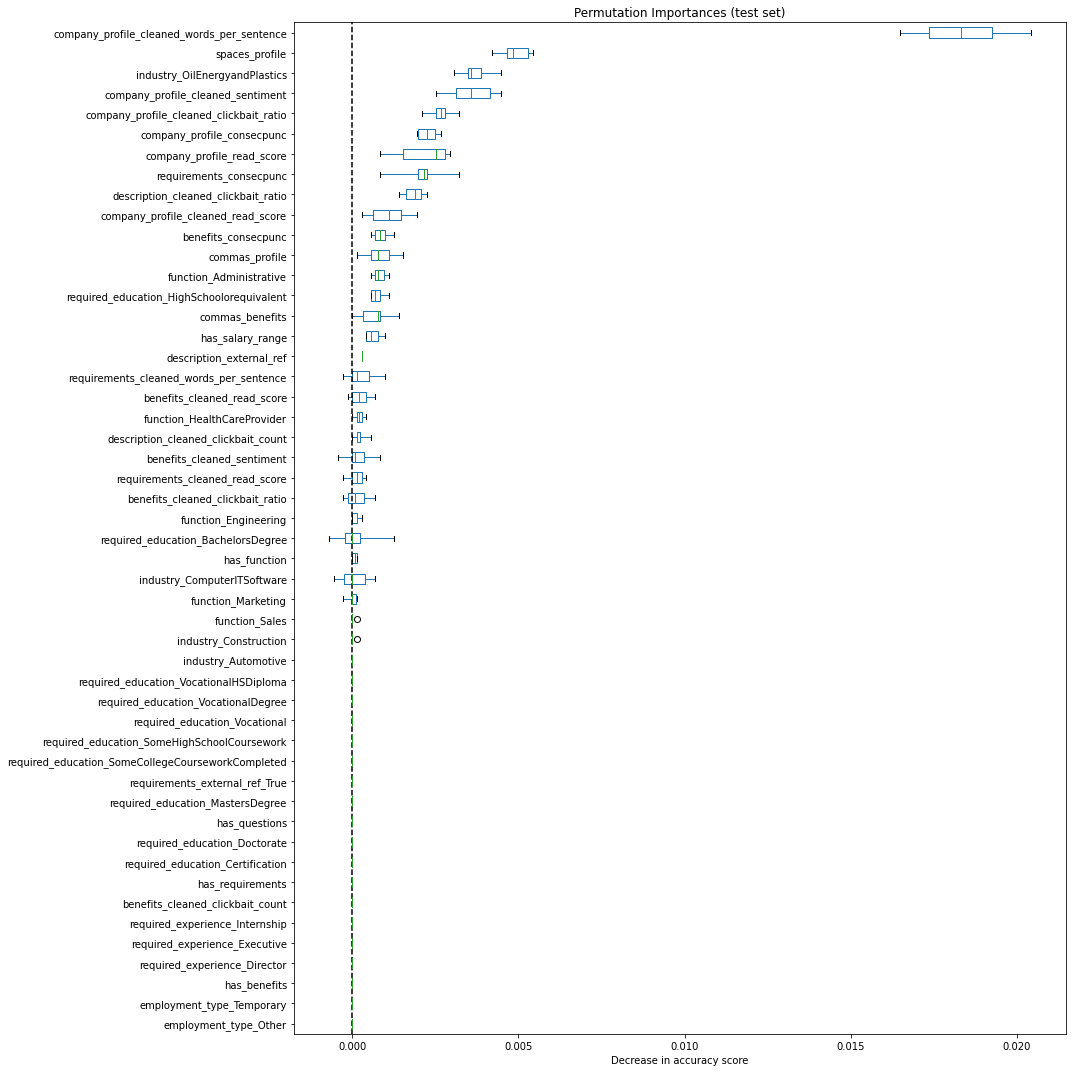 Permutation Importances (test set)
company_profile_cleaned_words_per_sentence
spaces_profile
industry_OilEnergyandPlastics
company_profile_cleaned_sentiment
company_profile_cleaned_clickbait_ratio
company_profile_consecpunc
company_profile_read_score
requirements_consecpunc
description_cleaned_clickbait_ratio
company_profile_cleaned_read_score
benefits_consecpunc
commas_profile
function_Administrative
required_education_HighSchoolorequivalent
commas_benefits
has_salary_range
description_external_ref
requirements_cleaned_words_per_sentence
benefits_cleaned_read_score
function_HealthCareProvider
description_cleaned_clickbait_count
benefits_cleaned_sentiment
requirements_cleaned_read_score
benefits_cleaned_clickbait_ratio
function_Engineering
required_education_BachelorsDegree
has_function
industry_ComputerITSoftware
function_Marketing
function_Sales
industry_Construction
industry_Automotive
required_education_VocationalHSDiploma
required_education_VocationalDegree
required_education_Vocational
required_education_SomeHighSchoolCoursework
required_education_SomeCollegeCourseworkCompleted
requirements_external_ref_True
required_education_MastersDegree
has_questions
required_education_Doctorate
required_education_Certification
has_requirements
benefits_cleaned_clickbait_count
required_experience_Internship
required_experience_Executive
required_experience_Director
has_benefits
employment_type_Temporary
employment_type_Other
0.000 0.005 0.010 0.015 0.020
Decrease in accuracy score